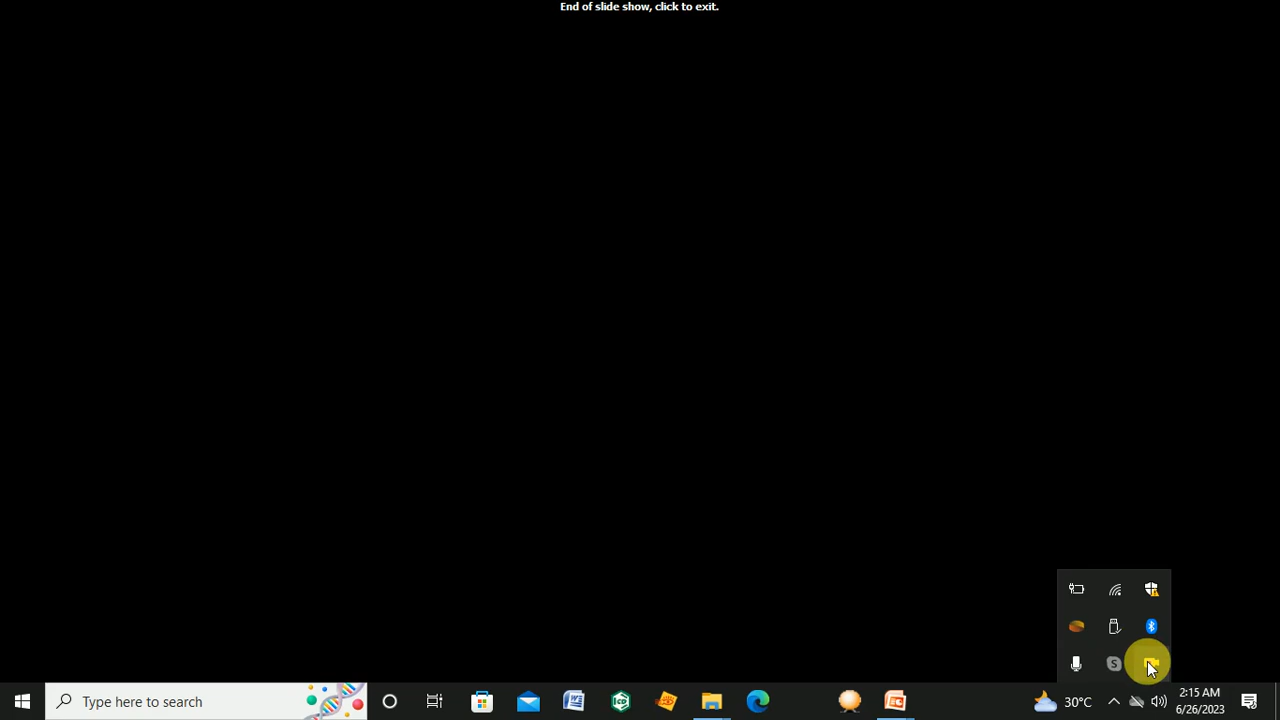 End of slide show, click to exit.
Type here to search
30°C
2:15 AM
6/26/2023